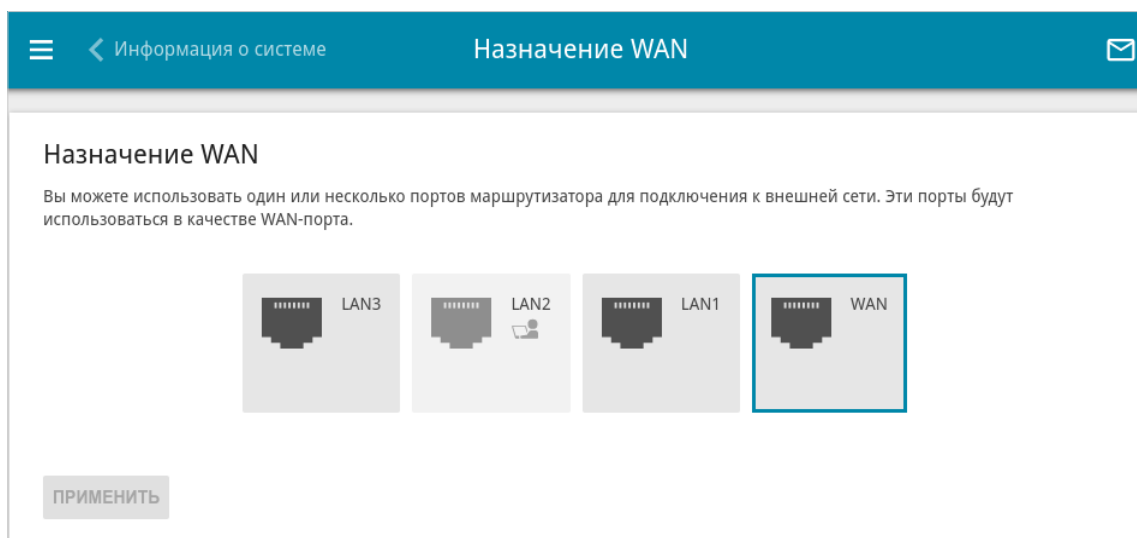 Информация о системе Назначение WAN
Назначение WAN
Вы можете использовать один или несколько портов маршрутизатора для подключения к внешней сети. Эти порты будут
использоваться в качестве WAN-порта.
LAN3 LAN2 LAN1 WAN
ПРИМЕНИТЬ